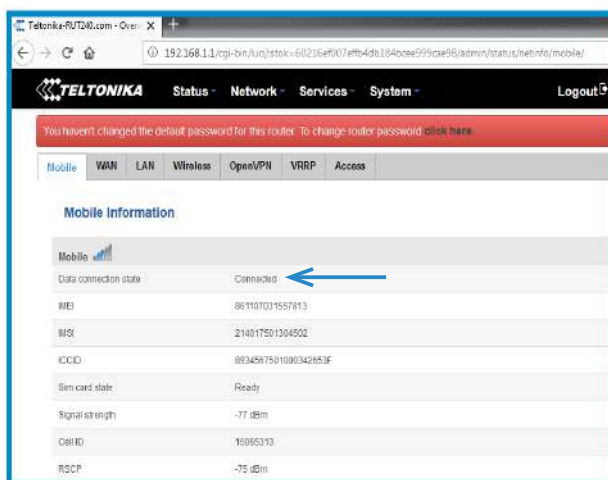 Teltonika-RUT240.com - Over
192.168.1.1/cgi-bin/luci/;stok=60216ef007effb4db184bcee999cae98/admin/status/netinfo/mobile/
TELTONIKA Status Network Services System Logout
You haven't changed the default password for this router. To change router password click here.
Mobile WAN LAN Wireless OpenVPN VRRP Access
Mobile Information
Mobile
Data connection state Connected
IMEI 861107031557813
IMSI 214017501304502
ICCID 8934567501000342653F
Sim card state Ready
Signal strength -77 dBm
Cell ID 15065313
RSCP -75 dBm